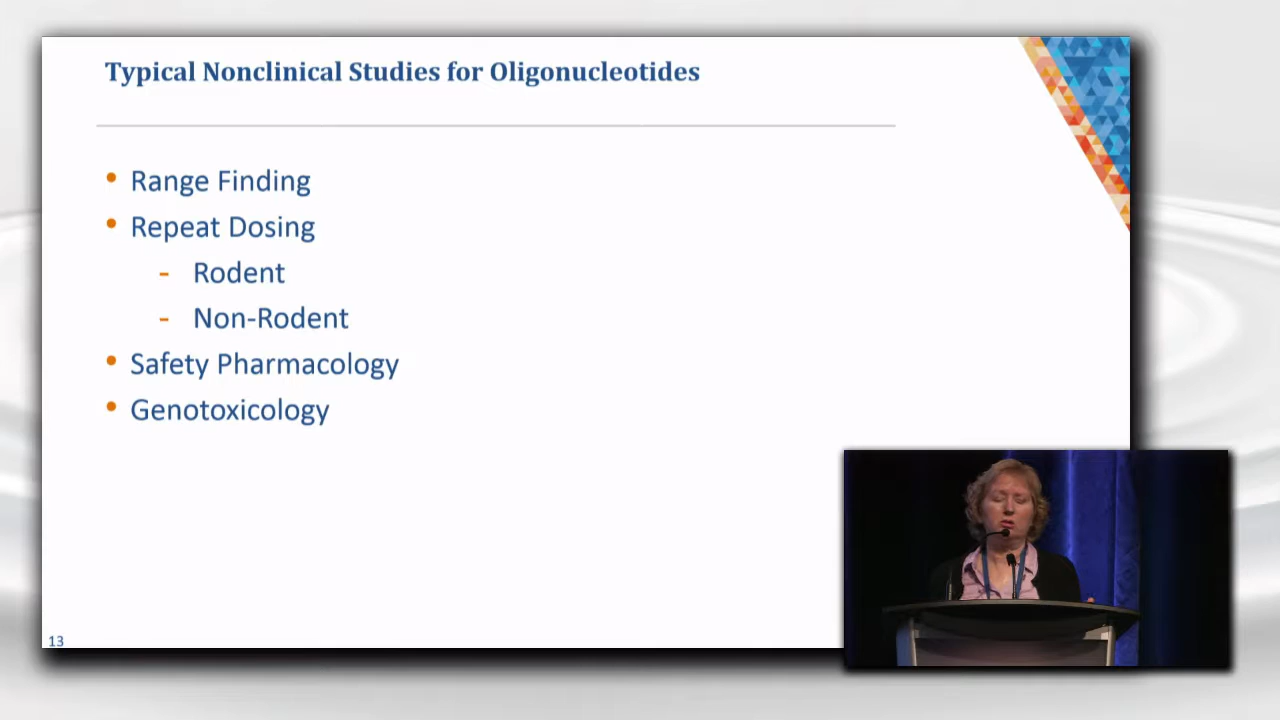 Typical Nonclinical Studies for Oligonucleotides
• Range Finding
• Repeat Dosing
- Rodent
- Non-Rodent
• Safety Pharmacology
• Genotoxicology
13